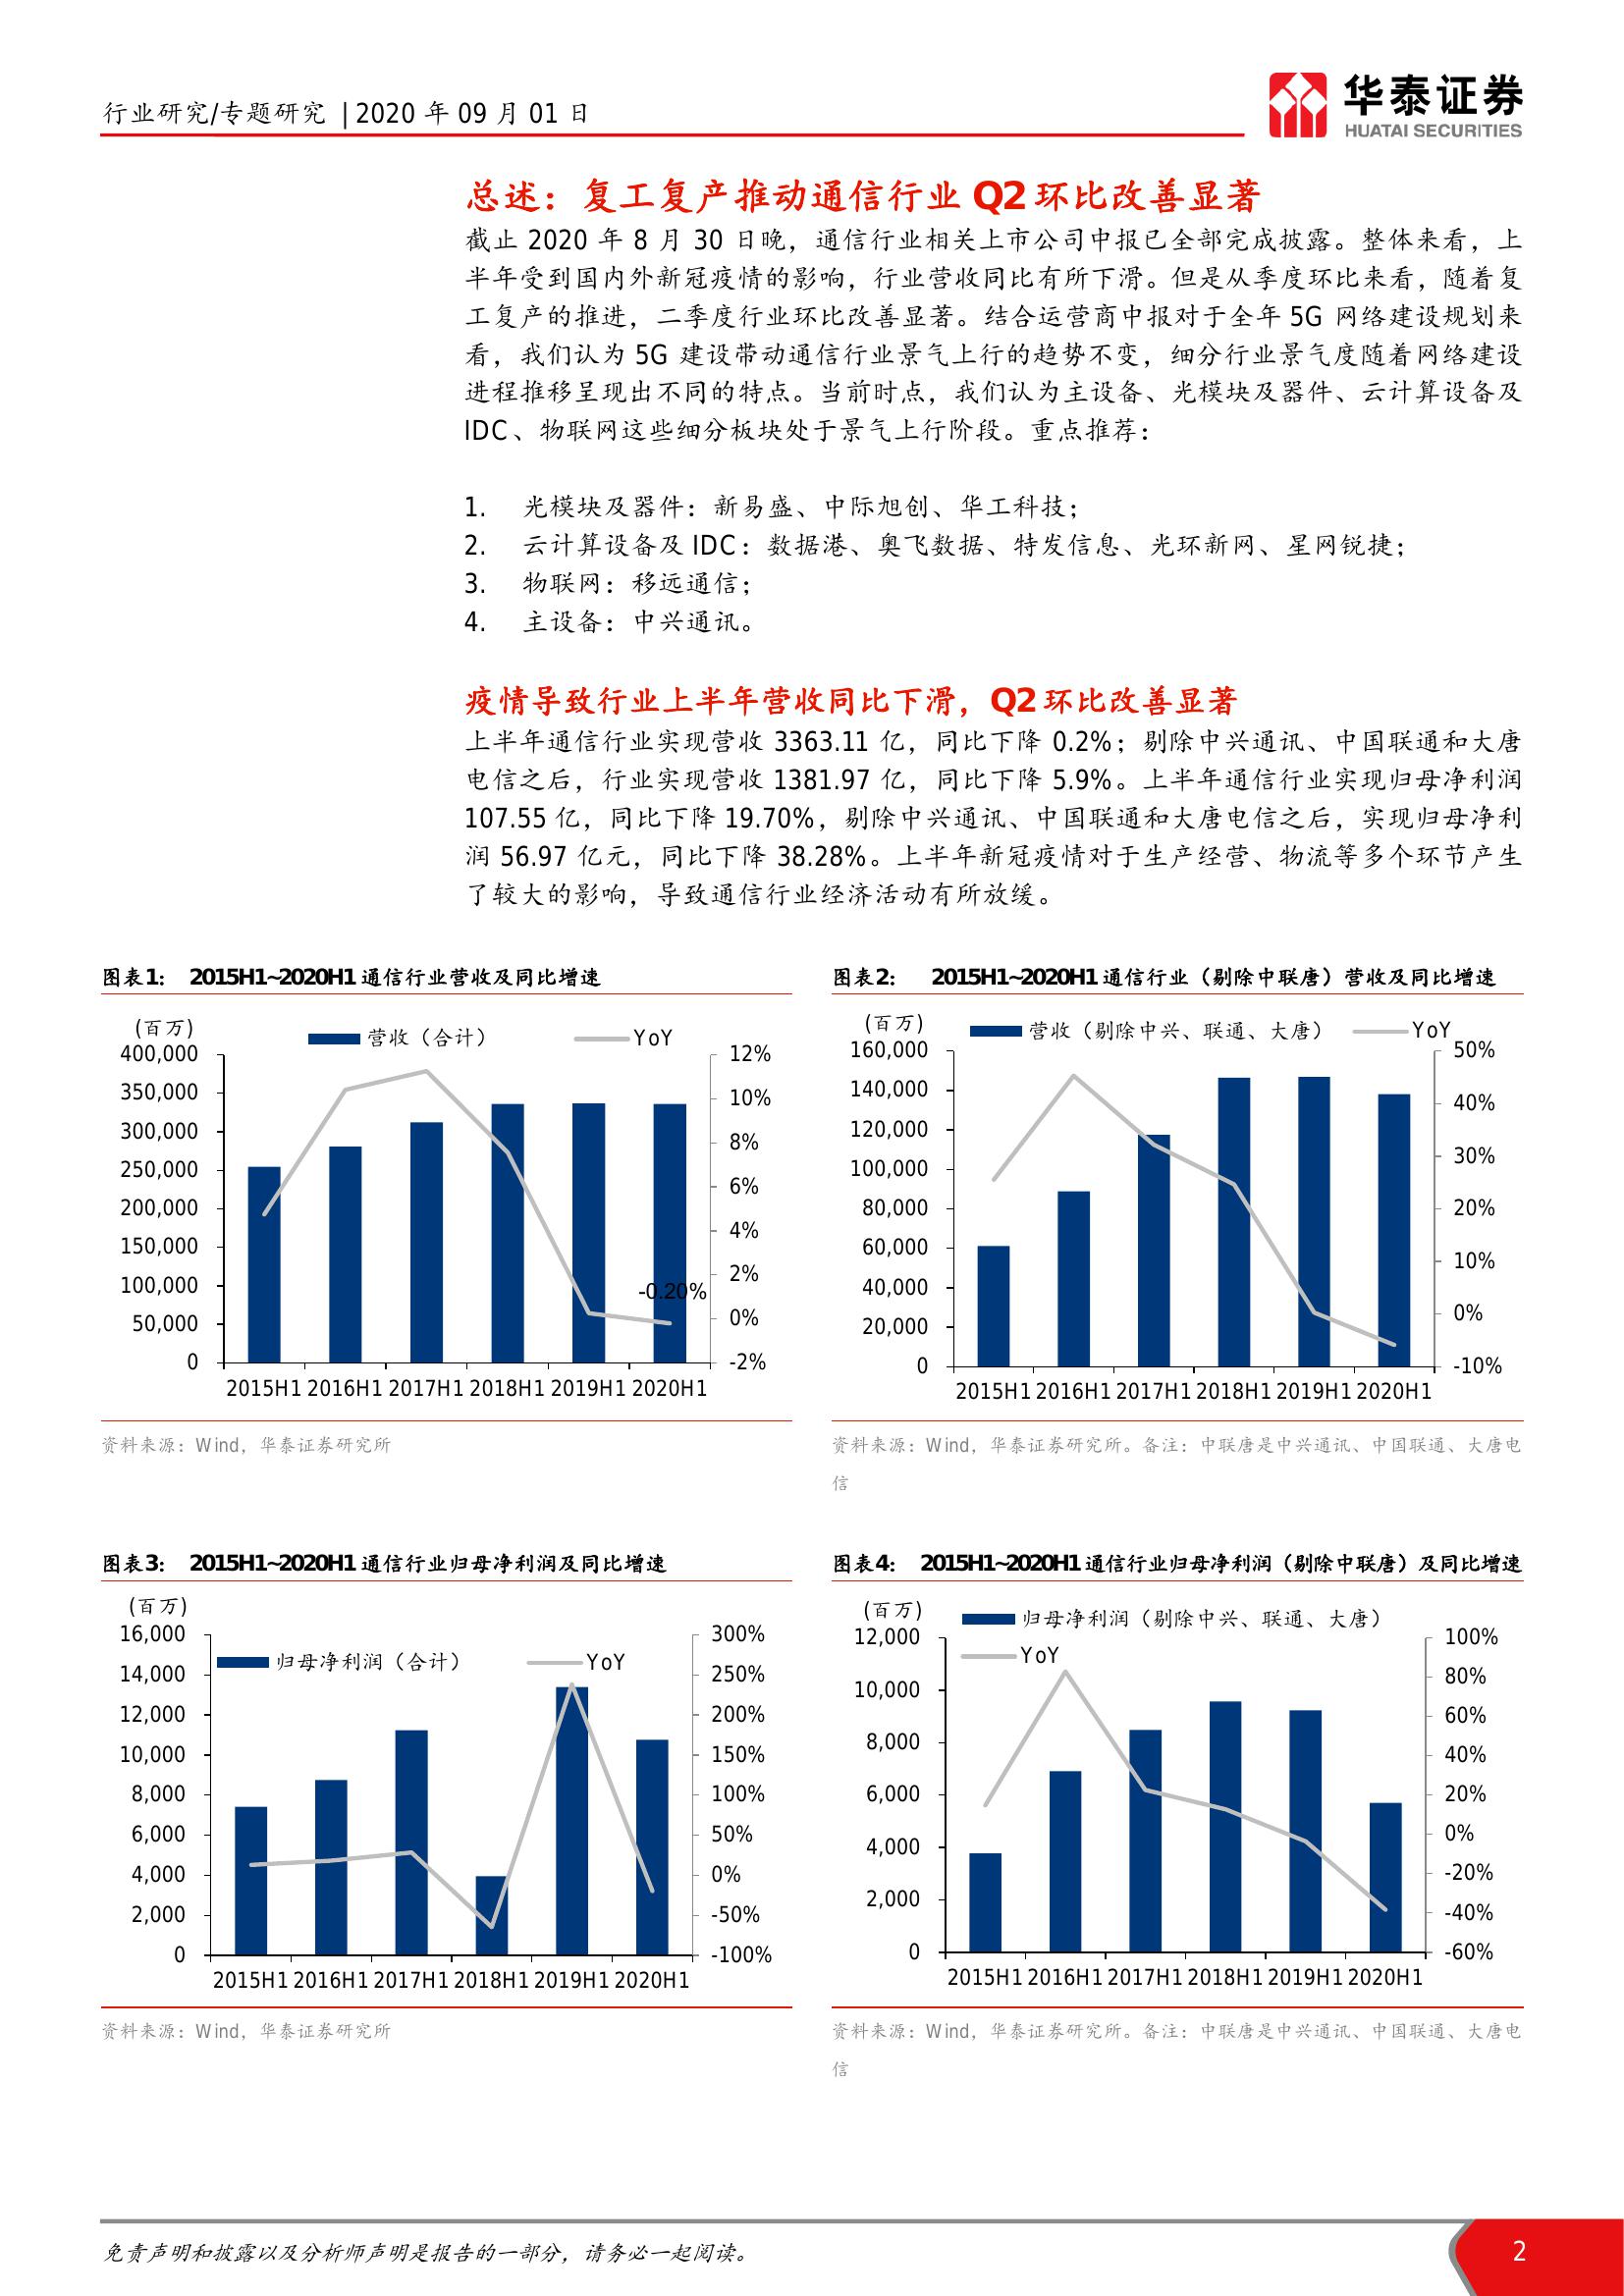 行业研究/专题研究 | 2020 年 09 月 01 日
华泰证券
HUATAI SECURITIES
总述：复工复产推动通信行业 Q2 环比改善显著
截止 2020 年 8 月 30 日晚，通信行业相关上市公司中报已全部完成披露。整体来看，上
半年受到国内外新冠疫情的影响，行业营收同比有所下滑。但是从季度环比来看，随着复
工复产的推进，二季度行业环比改善显著。结合运营商中报对于全年 5G 网络建设规划来
看，我们认为 5G 建设带动通信行业景气上行的趋势不变，细分行业景气度随着网络建设
进程推移呈现出不同的特点。当前时点，我们认为主设备、光模块及器件、云计算设备及
IDC、物联网这些细分板块处于景气上行阶段。重点推荐：
1. 光模块及器件：新易盛、中际旭创、华工科技；
2. 云计算设备及 IDC：数据港、奥飞数据、特发信息、光环新网、星网锐捷；
3. 物联网：移远通信；
4. 主设备：中兴通讯。
疫情导致行业上半年营收同比下滑，Q2 环比改善显著
上半年通信行业实现营收 3363.11 亿，同比下降 0.2%；剔除中兴通讯、中国联通和大唐
电信之后，行业实现营收 1381.97 亿，同比下降 5.9%。上半年通信行业实现归母净利润
107.55 亿，同比下降 19.70%，剔除中兴通讯、中国联通和大唐电信之后，实现归母净利
润 56.97 亿元，同比下降 38.28%。上半年新冠疫情对于生产经营、物流等多个环节产生
了较大的影响，导致通信行业经济活动有所放缓。
图表1： 2015H1~2020H1 通信行业营收及同比增速
(百万)
营收（合计） YoY
400,000 12%
350,000 10%
300,000 8%
250,000 6%
200,000 4%
150,000 2%
100,000 0%
50,000 -2%
0
-0.20%
2015H1 2016H1 2017H1 2018H1 2019H1 2020H1
资料来源：Wind，华泰证券研究所
图表2： 2015H1~2020H1 通信行业（剔除中联唐）营收及同比增速
(百万)
营收（剔除中兴、联通、大唐） YoY
160,000 50%
140,000 40%
120,000 30%
100,000 20%
80,000 10%
60,000 0%
40,000 -10%
20,000
0
2015H1 2016H1 2017H1 2018H1 2019H1 2020H1
资料来源：Wind，华泰证券研究所。备注：中联唐是中兴通讯、中国联通、大唐电
信
图表3： 2015H1~2020H1 通信行业归母净利润及同比增速
(百万)
归母净利润（合计） YoY
16,000 300%
14,000 250%
12,000 200%
10,000 150%
8,000 100%
6,000 50%
4,000 0%
2,000 -50%
0 -100%
2015H1 2016H1 2017H1 2018H1 2019H1 2020H1
资料来源：Wind，华泰证券研究所
图表4： 2015H1~2020H1 通信行业归母净利润（剔除中联唐）及同比增速
(百万)
归母净利润（剔除中兴、联通、大唐）
YoY
12,000 100%
10,000 80%
8,000 60%
6,000 40%
4,000 20%
2,000 0%
0 -20%
-40%
-60%
2015H1 2016H1 2017H1 2018H1 2019H1 2020H1
资料来源：Wind，华泰证券研究所。备注：中联唐是中兴通讯、中国联通、大唐电
信
免责声明和披露以及分析师声明是报告的一部分，请务必一起阅读。
2